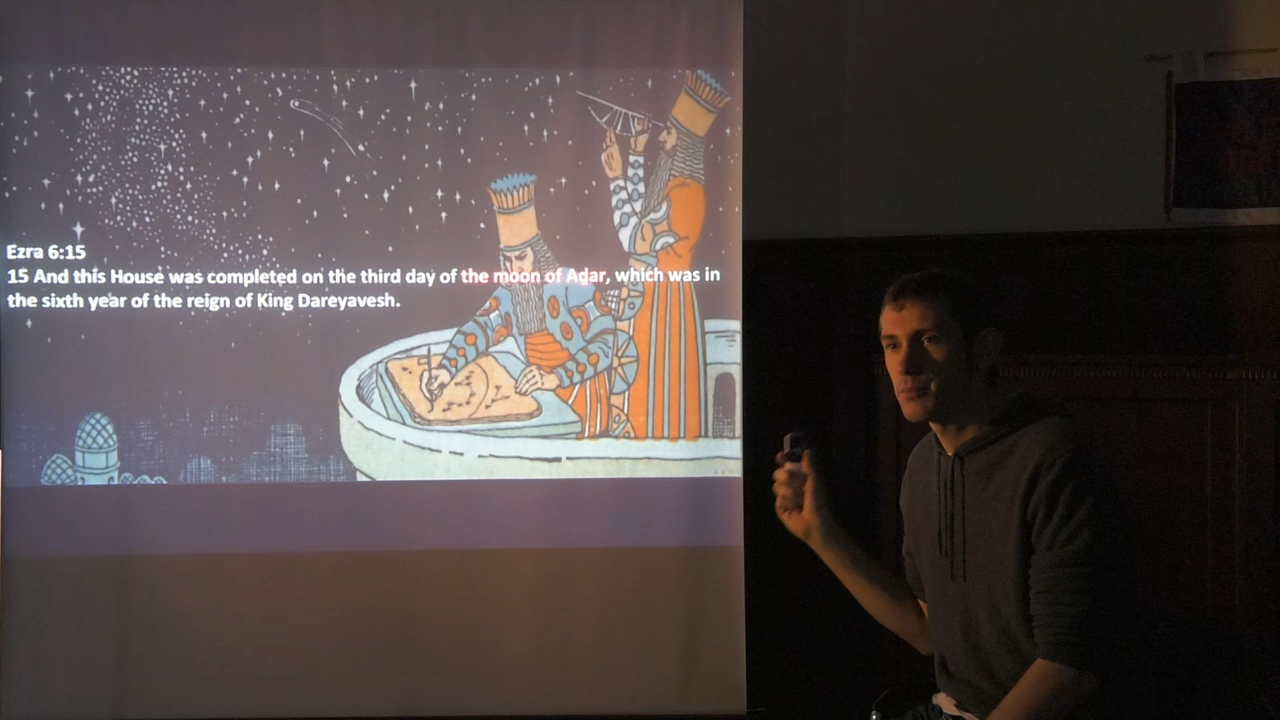 Ezra 6:15
15 And this House was completed on the third day of the moon of Adar, which was in
the sixth year of the reign of King Dareyavesh.